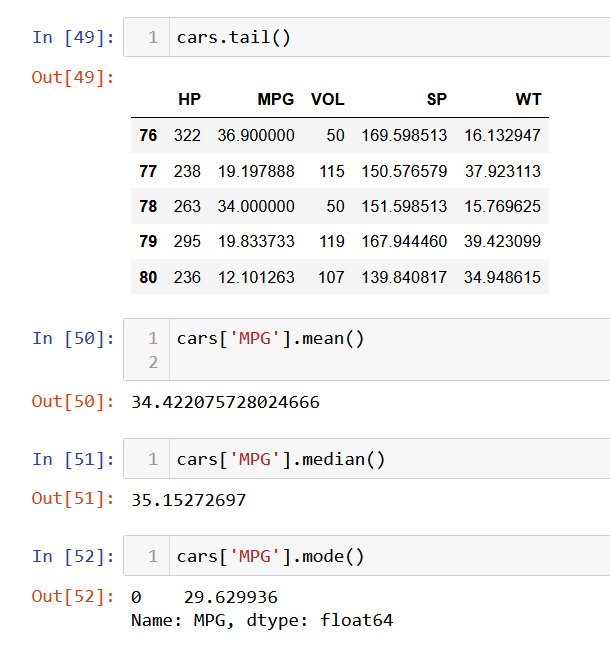 In [49]: 1 cars.tail()
Out[49]:
HP MPG VOL SP WT
76 322 36.900000 50 169.598513 16.132947
77 238 19.197888 115 150.576579 37.923113
78 263 34.000000 50 151.598513 15.769625
79 295 19.833733 119 167.944460 39.423099
80 236 12.101263 107 139.840817 34.948615
In [50]: 1 cars['MPG'].mean()
2
Out[50]: 34.422075728024666
In [51]: 1 cars['MPG'].median()
Out[51]: 35.15272697
In [52]: 1 cars['MPG'].mode()
Out[52]: 0 29.629936
Name: MPG, dtype: float64